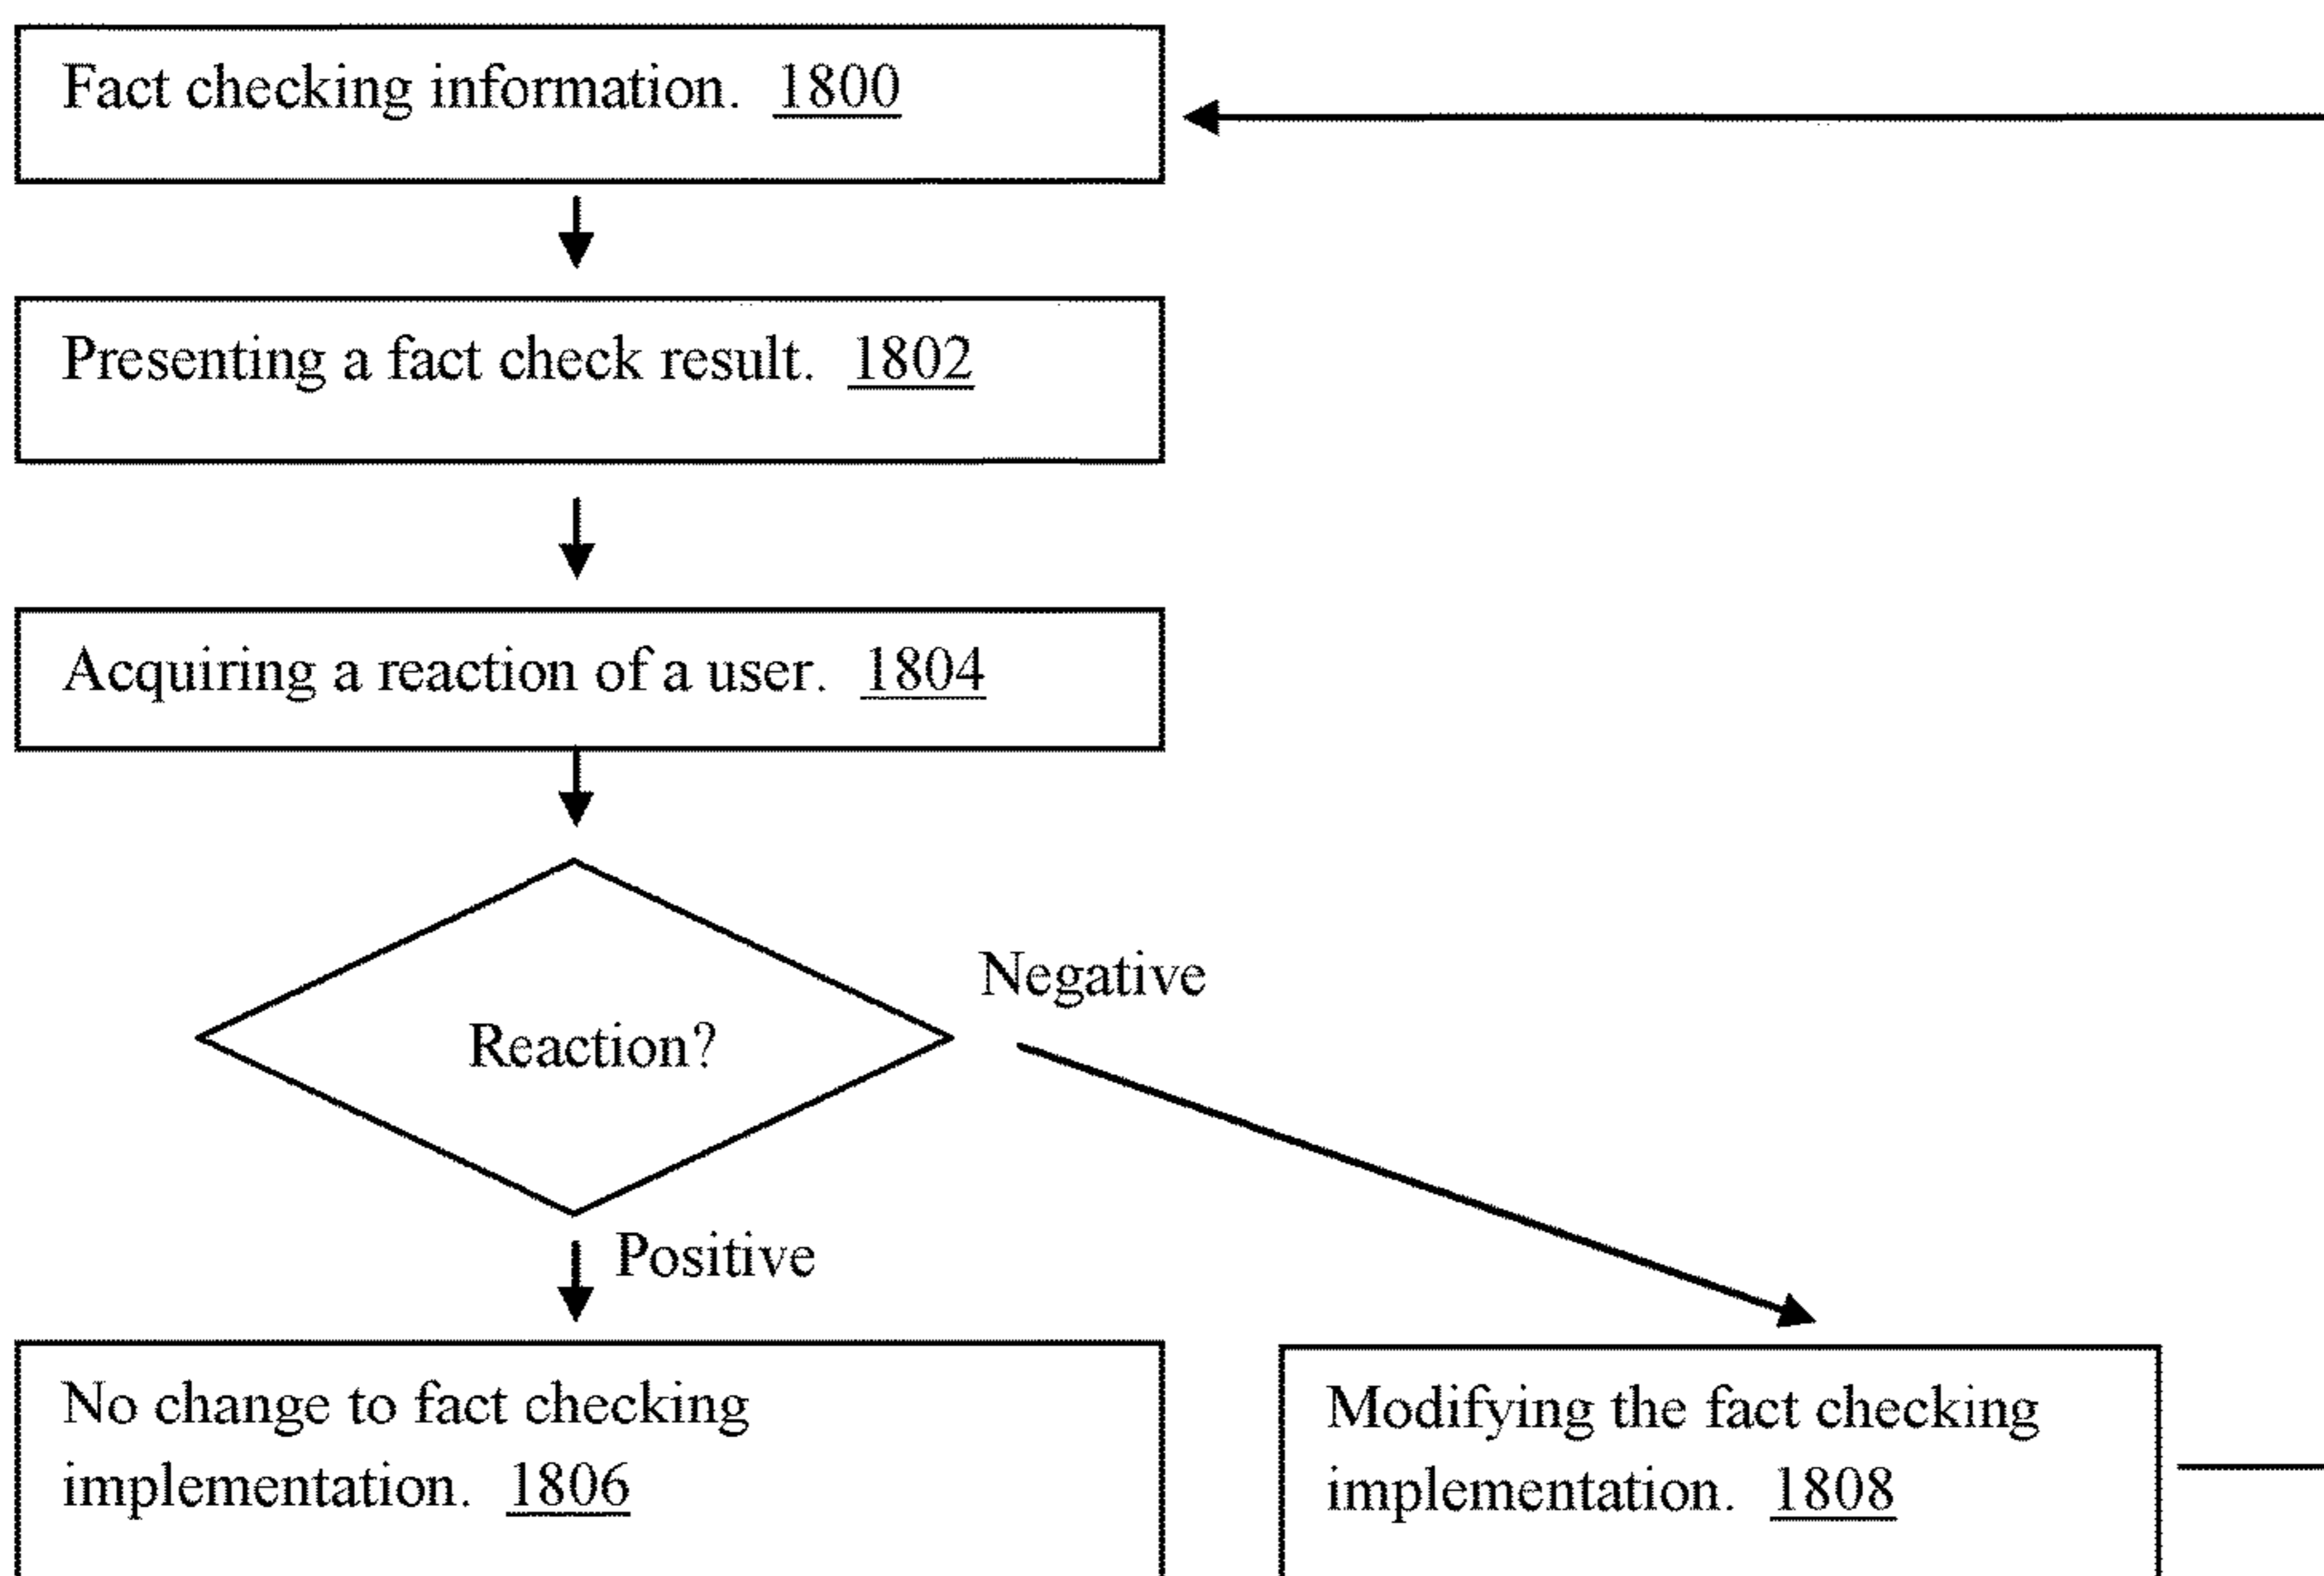 Fact checking information. 1800
Presenting a fact check result. 1802
Acquiring a reaction of a user. 1804
Negative
Reaction?
Positive
No change to fact checking
implementation. 1806
Modifying the fact checking
implementation. 1808